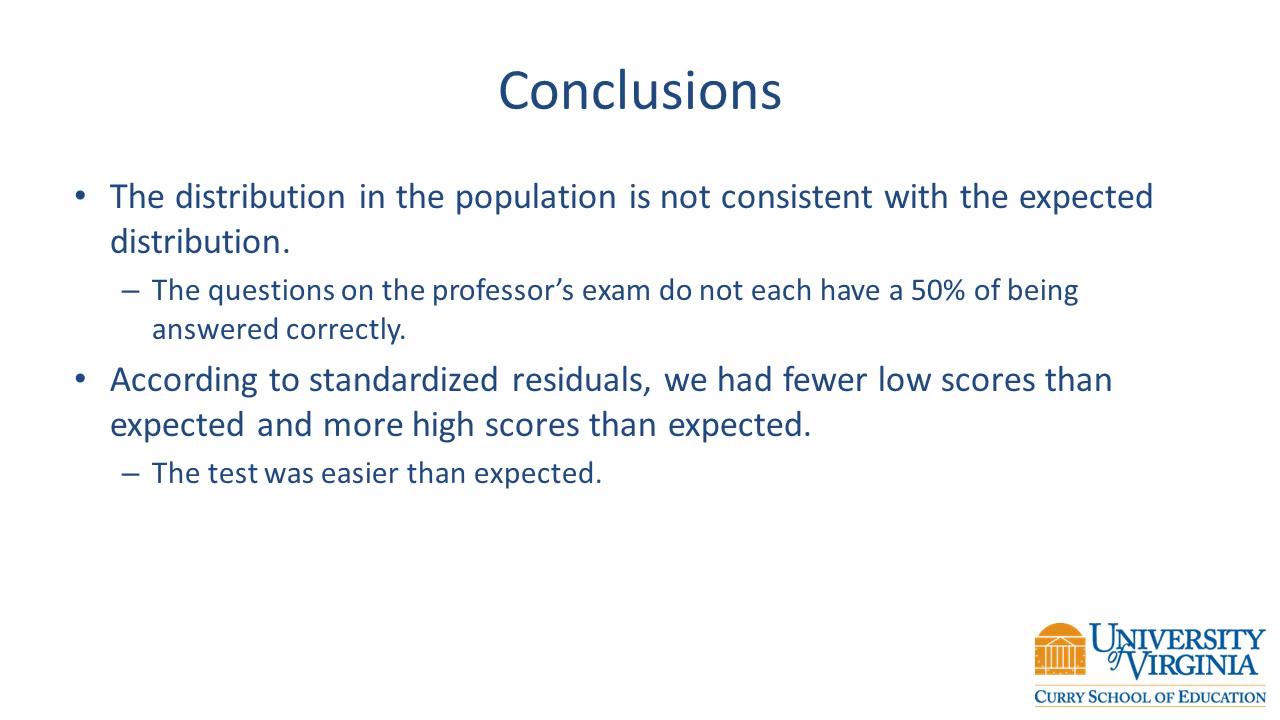 Conclusions
• The distribution in the population is not consistent with the expected
distribution.
– The questions on the professor’s exam do not each have a 50% of being
answered correctly.
• According to standardized residuals, we had fewer low scores than
expected and more high scores than expected.
– The test was easier than expected.
UNIVERSITY
of VIRGINIA
CURRY SCHOOL OF EDUCATION